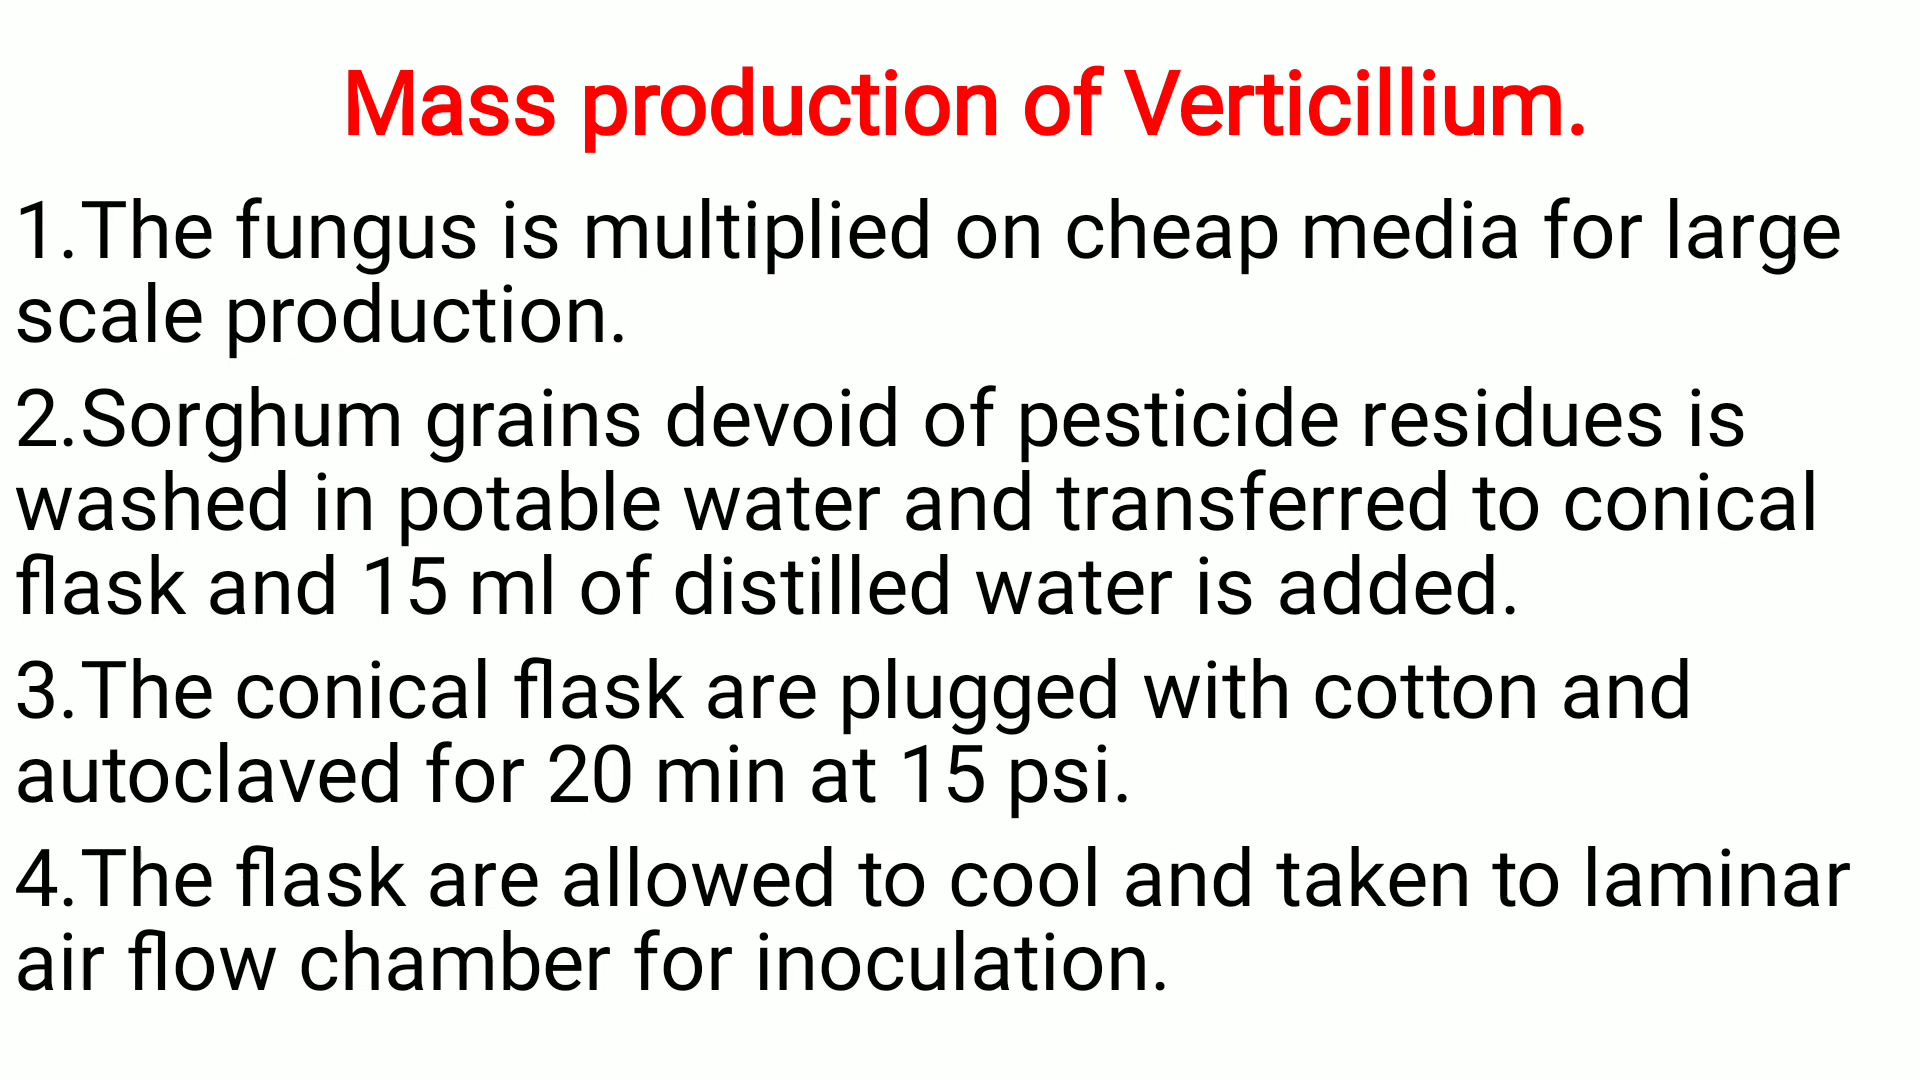 Mass production of Verticillium.
1.The fungus is multiplied on cheap media for large
scale production.
2.Sorghum grains devoid of pesticide residues is
washed in potable water and transferred to conical
flask and 15 ml of distilled water is added.
3.The conical flask are plugged with cotton and
autoclaved for 20 min at 15 psi.
4.The flask are allowed to cool and taken to laminar
air flow chamber for inoculation.